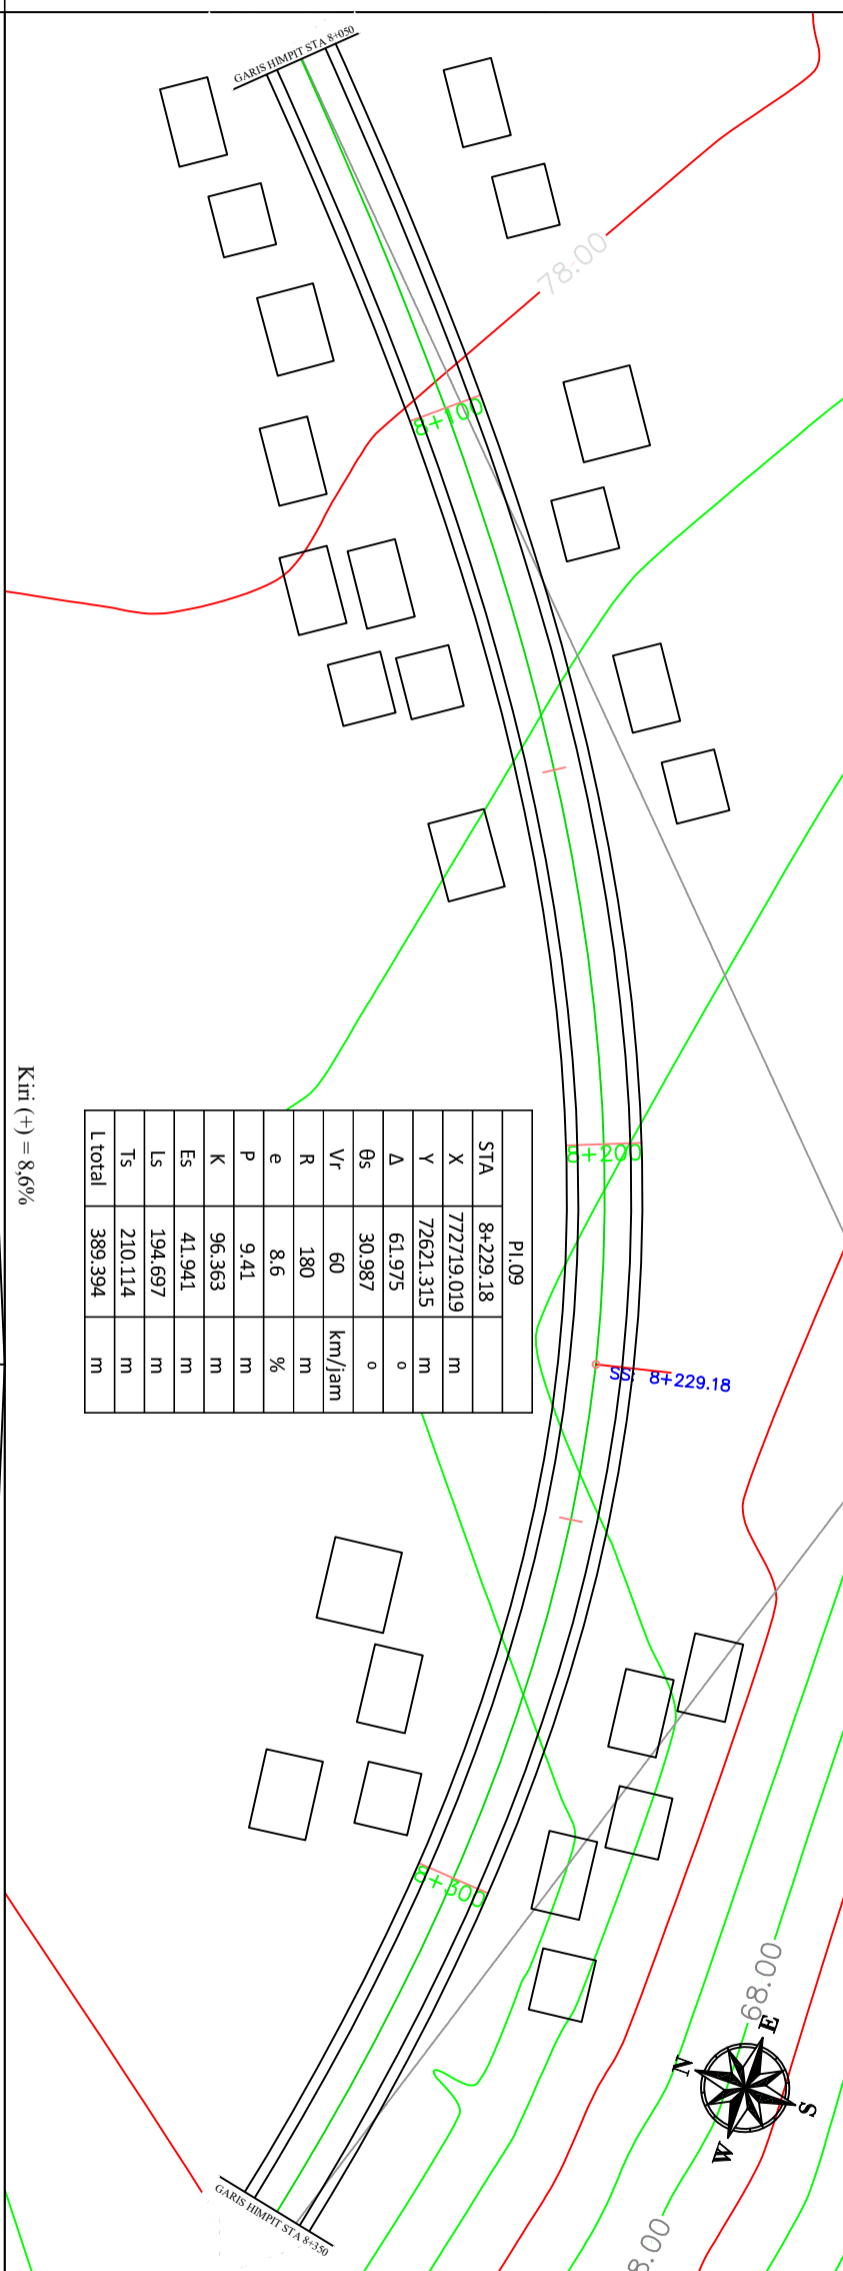 GARIS HIMPIT STA 8+050
78.00
8+100
8+200
SS: 8+229.18
8+300
PI.09
STA 8+229.18
X 772719.019 m
Y 72621.315 m
Δ 61.975 o
θs 30.987 o
Vr 60 km/jam
R 180 m
e 8.6 %
P 9.41 m
K 96.363 m
Es 41.941 m
Ls 194.697 m
Ts 210.114 m
L total 389.394 m
Kiri (+) = 8,6%
68.00
N
E
S
W
8.00
GARIS HIMPIT STA 8+350